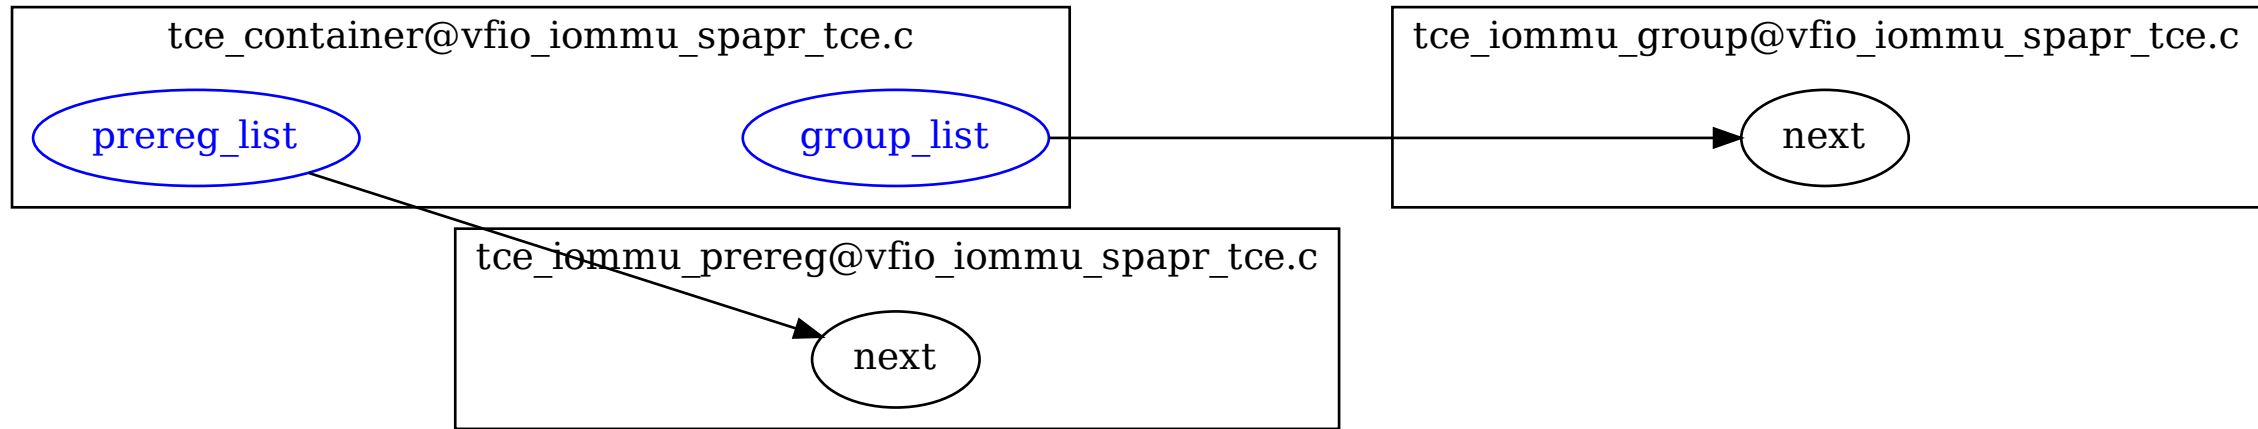 tce_container@vfio_iommu_spapr_tce.c
tce_iommu_group@vfio_iommu_spapr_tce.c
prereg_list
group_list
next
tce_iommu_prereg@vfio_iommu_spapr_tce.c
next